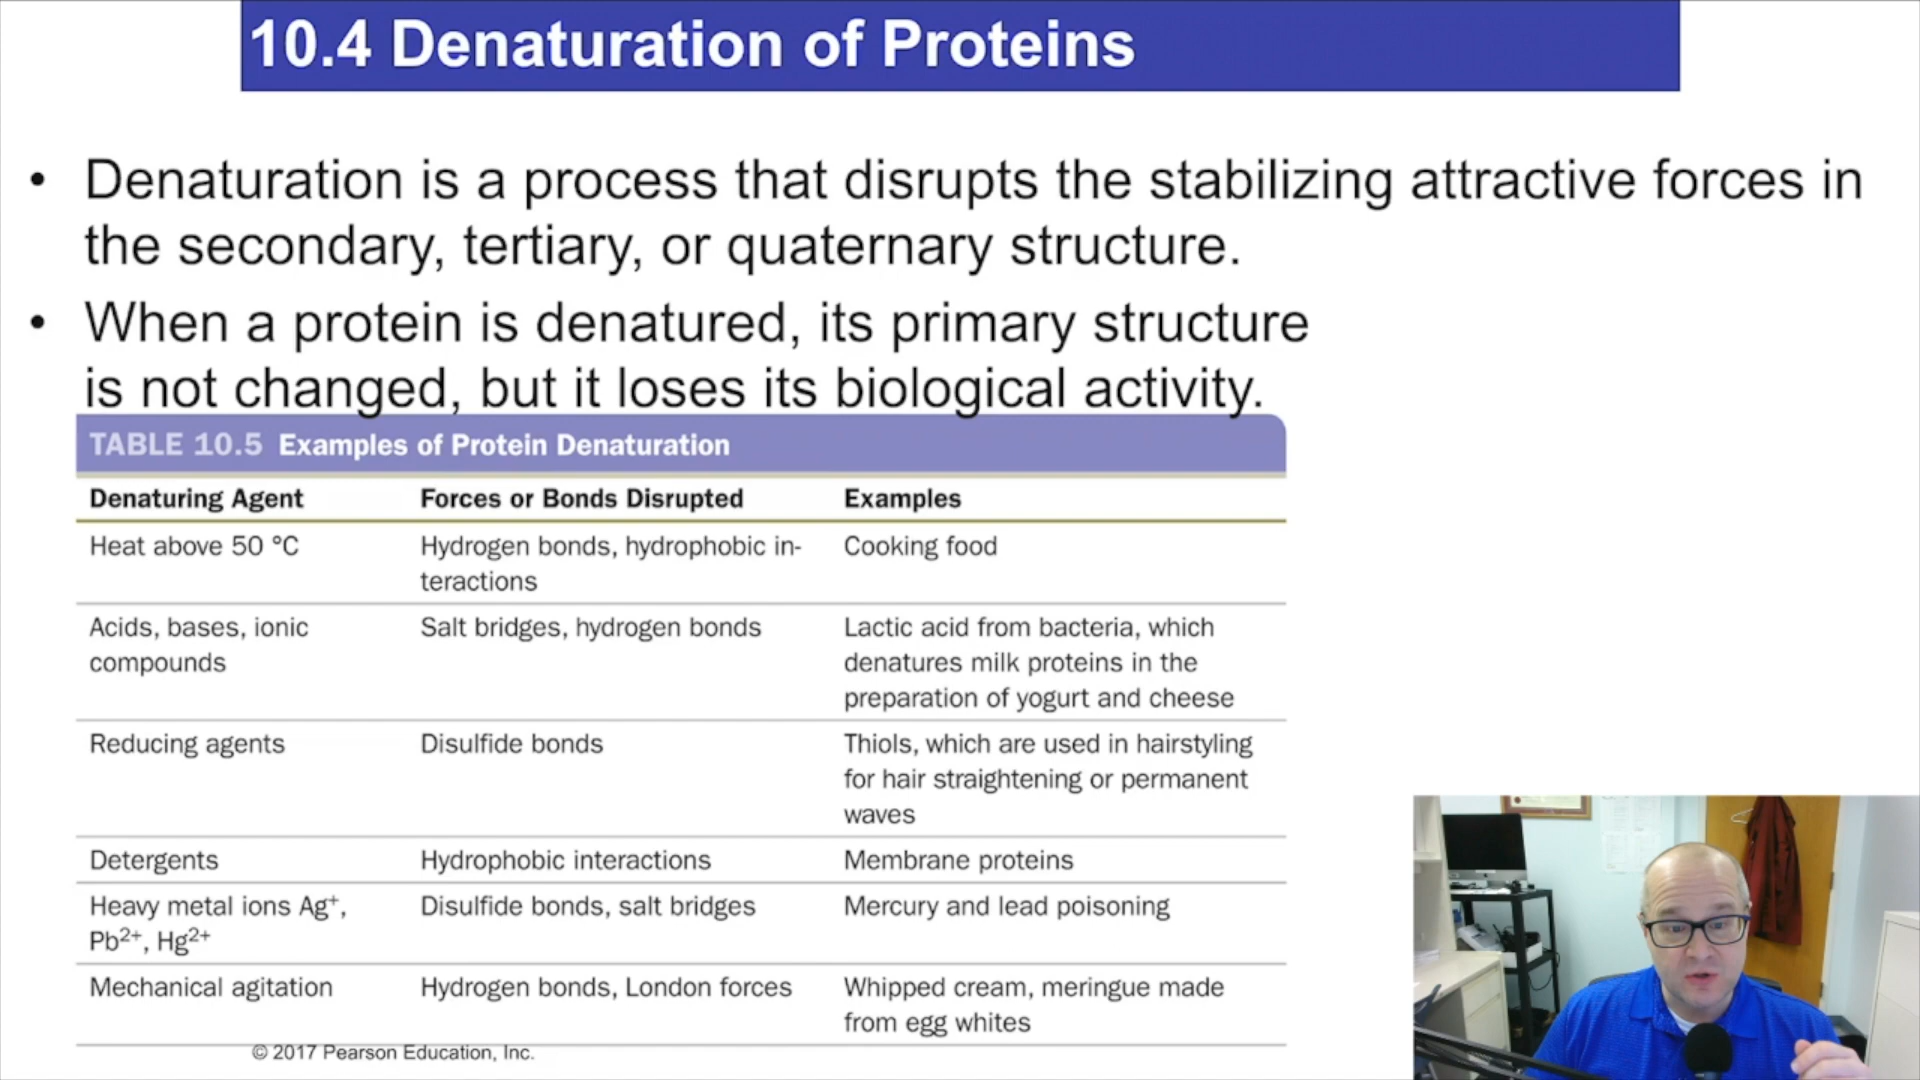 10.4 Denaturation of Proteins
• Denaturation is a process that disrupts the stabilizing attractive forces in
the secondary, tertiary, or quaternary structure.
• When a protein is denatured, its primary structure
is not changed, but it loses its biological activity.
TABLE 10.5 Examples of Protein Denaturation
Denaturing Agent Forces or Bonds Disrupted Examples
Heat above 50 °C Hydrogen bonds, hydrophobic in- Cooking food
teractions
Acids, bases, ionic Salt bridges, hydrogen bonds Lactic acid from bacteria, which
compounds denatures milk proteins in the
preparation of yogurt and cheese
Reducing agents Disulfide bonds Thiols, which are used in hairstyling
for hair straightening or permanent
waves
Detergents Hydrophobic interactions Membrane proteins
Heavy metal ions Ag⁺, Disulfide bonds, salt bridges Mercury and lead poisoning
Pb²⁺, Hg²⁺
Mechanical agitation Hydrogen bonds, London forces Whipped cream, meringue made
from egg whites
© 2017 Pearson Education, Inc.